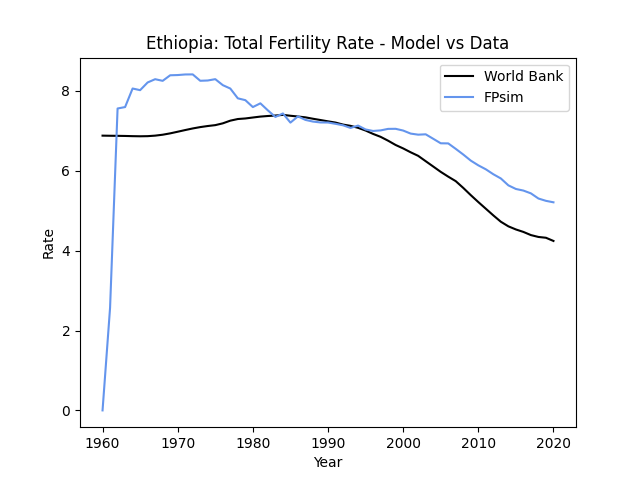 Ethiopia: Total Fertility Rate - Model vs Data
World Bank
FPsim
8
6
4
2
0
Rate
1960 1970 1980 1990 2000 2010 2020
Year